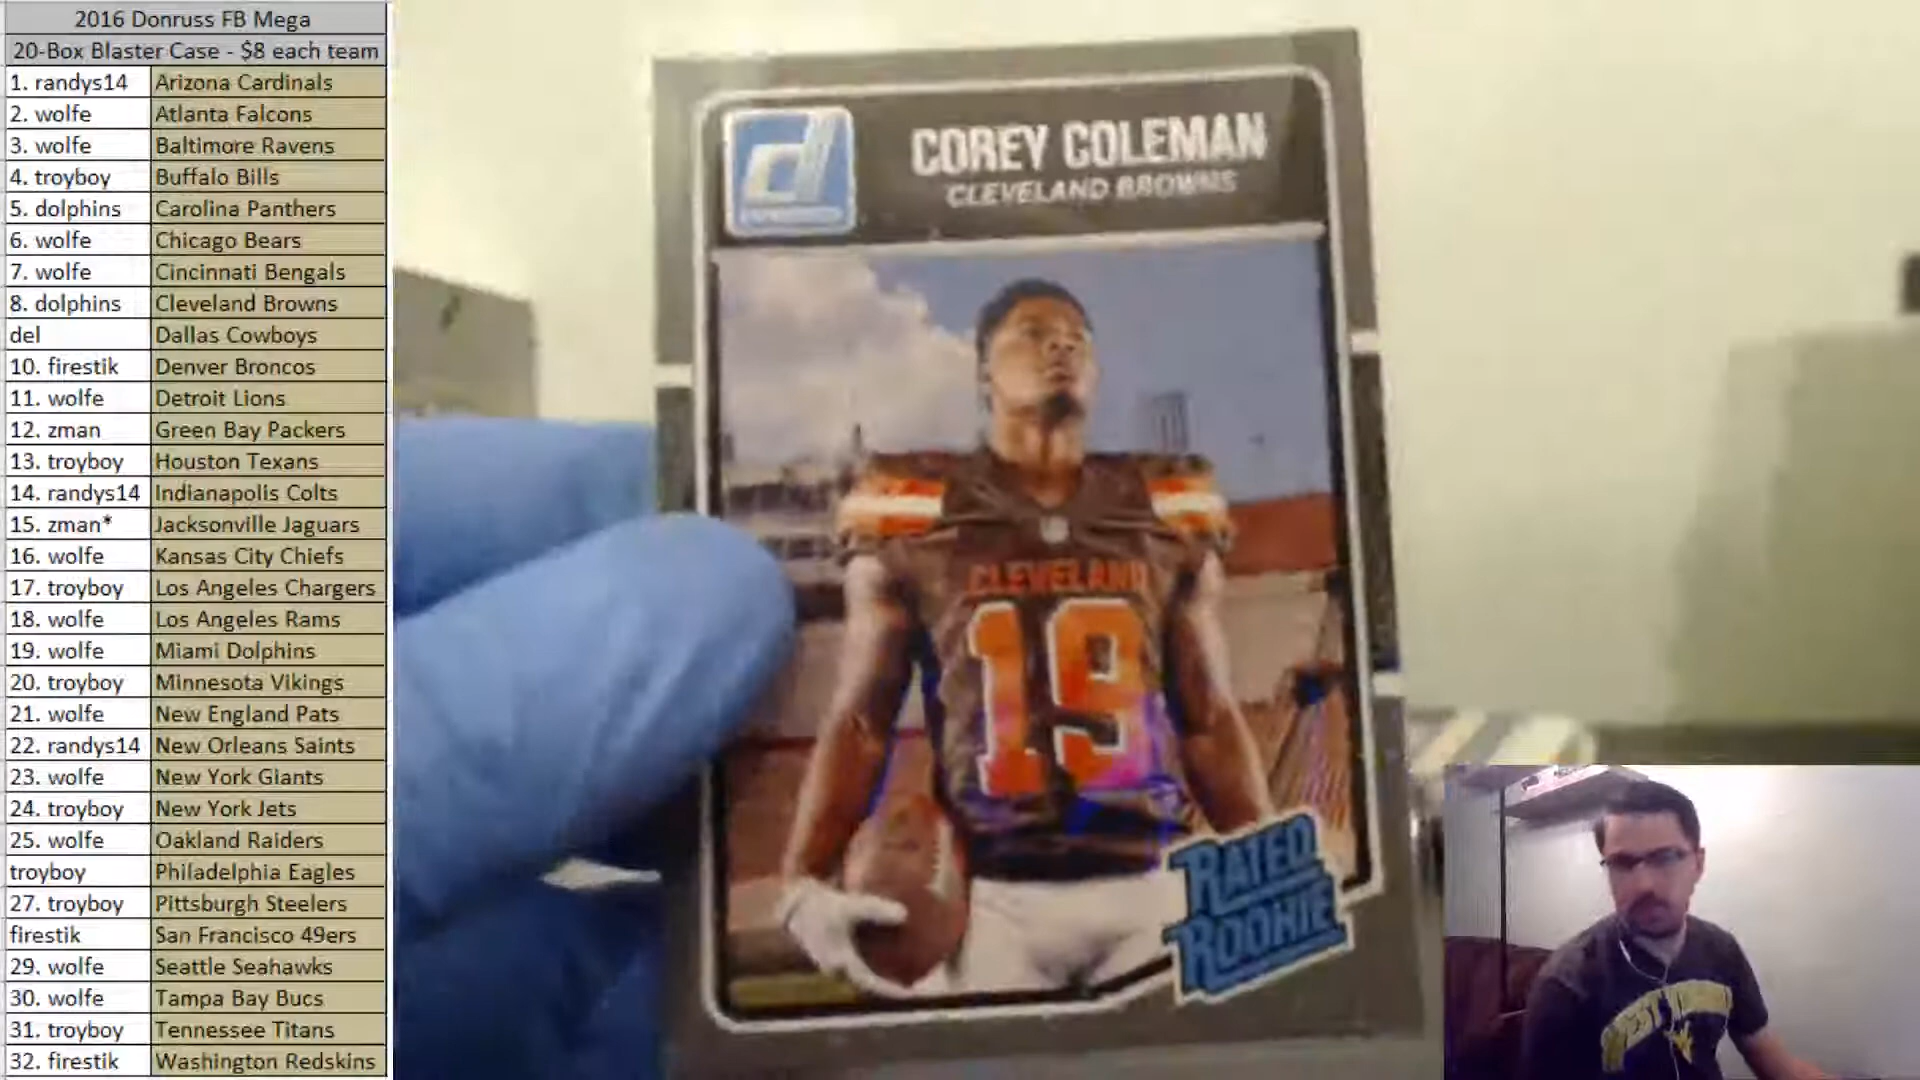 2016 Donruss FB Mega
20-Box Blaster Case - $8 each team
1. randys14 Arizona Cardinals
2. wolfe Atlanta Falcons
3. wolfe Baltimore Ravens
4. troyboy Buffalo Bills
5. dolphins Carolina Panthers
6. wolfe Chicago Bears
7. wolfe Cincinnati Bengals
8. dolphins Cleveland Browns
del Dallas Cowboys
10. firestik Denver Broncos
11. wolfe Detroit Lions
12. zman Green Bay Packers
13. troyboy Houston Texans
14. randys14 Indianapolis Colts
15. zman* Jacksonville Jaguars
16. wolfe Kansas City Chiefs
17. troyboy Los Angeles Chargers
18. wolfe Los Angeles Rams
19. wolfe Miami Dolphins
20. troyboy Minnesota Vikings
21. wolfe New England Pats
22. randys14 New Orleans Saints
23. wolfe New York Giants
24. troyboy New York Jets
25. wolfe Oakland Raiders
troyboy Philadelphia Eagles
27. troyboy Pittsburgh Steelers
firestik San Francisco 49ers
29. wolfe Seattle Seahawks
30. wolfe Tampa Bay Bucs
31. troyboy Tennessee Titans
32. firestik Washington Redskins
COREY COLEMAN
CLEVELAND BROWNS
CLEVELAND
19
RATED
ROOKIE